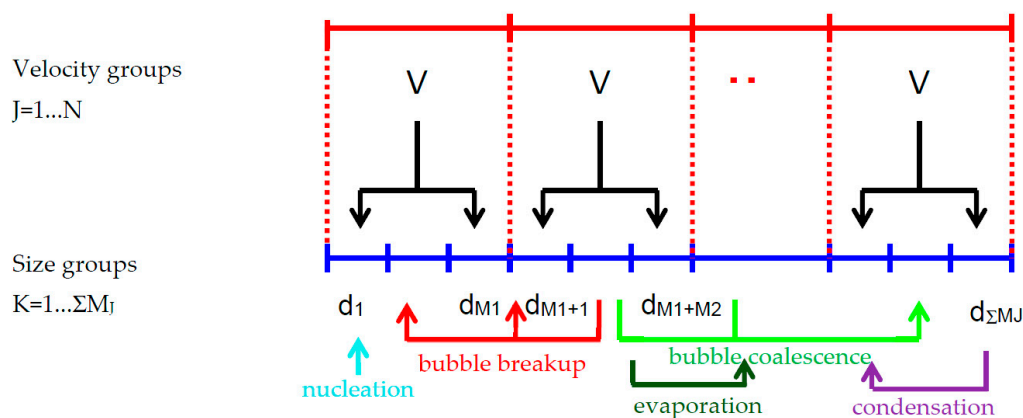 Velocity groups
J=1...N
V V .. V
Size groups
K=1...ΣMJ
d1 dM1 dM1+1 dM1+M2 dΣMJ
bubble breakup bubble coalescence
nucleation
evaporation condensation